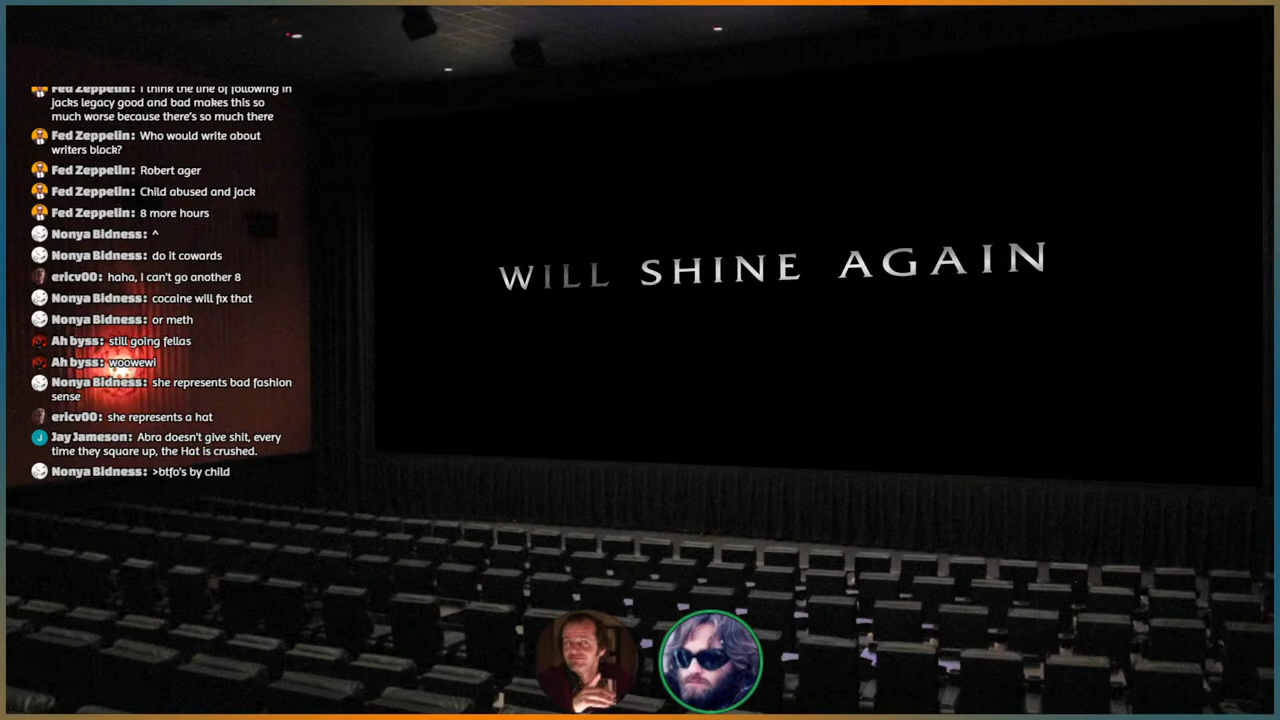 Fed Zeppelin: I think the line of following in
jacks legacy good and bad makes this so
much worse because there's so much there
Fed Zeppelin: Who would write about
writers block?
Fed Zeppelin: Robert ager
Fed Zeppelin: Child abused and jack
Fed Zeppelin: 8 more hours
Nonya Bidness: ^
Nonya Bidness: do it cowards
ericv00: haha, I can't go another 8
Nonya Bidness: cocaine will fix that
Nonya Bidness: or meth
Ah byss: still going fellas
Ah byss: woowewi
Nonya Bidness: she represents bad fashion
sense
ericv00: she represents a hat
J Jay Jameson: Abra doesn't give shit, every
time they square up, the Hat is crushed.
Nonya Bidness: >btfo's by child
WILL SHINE AGAIN